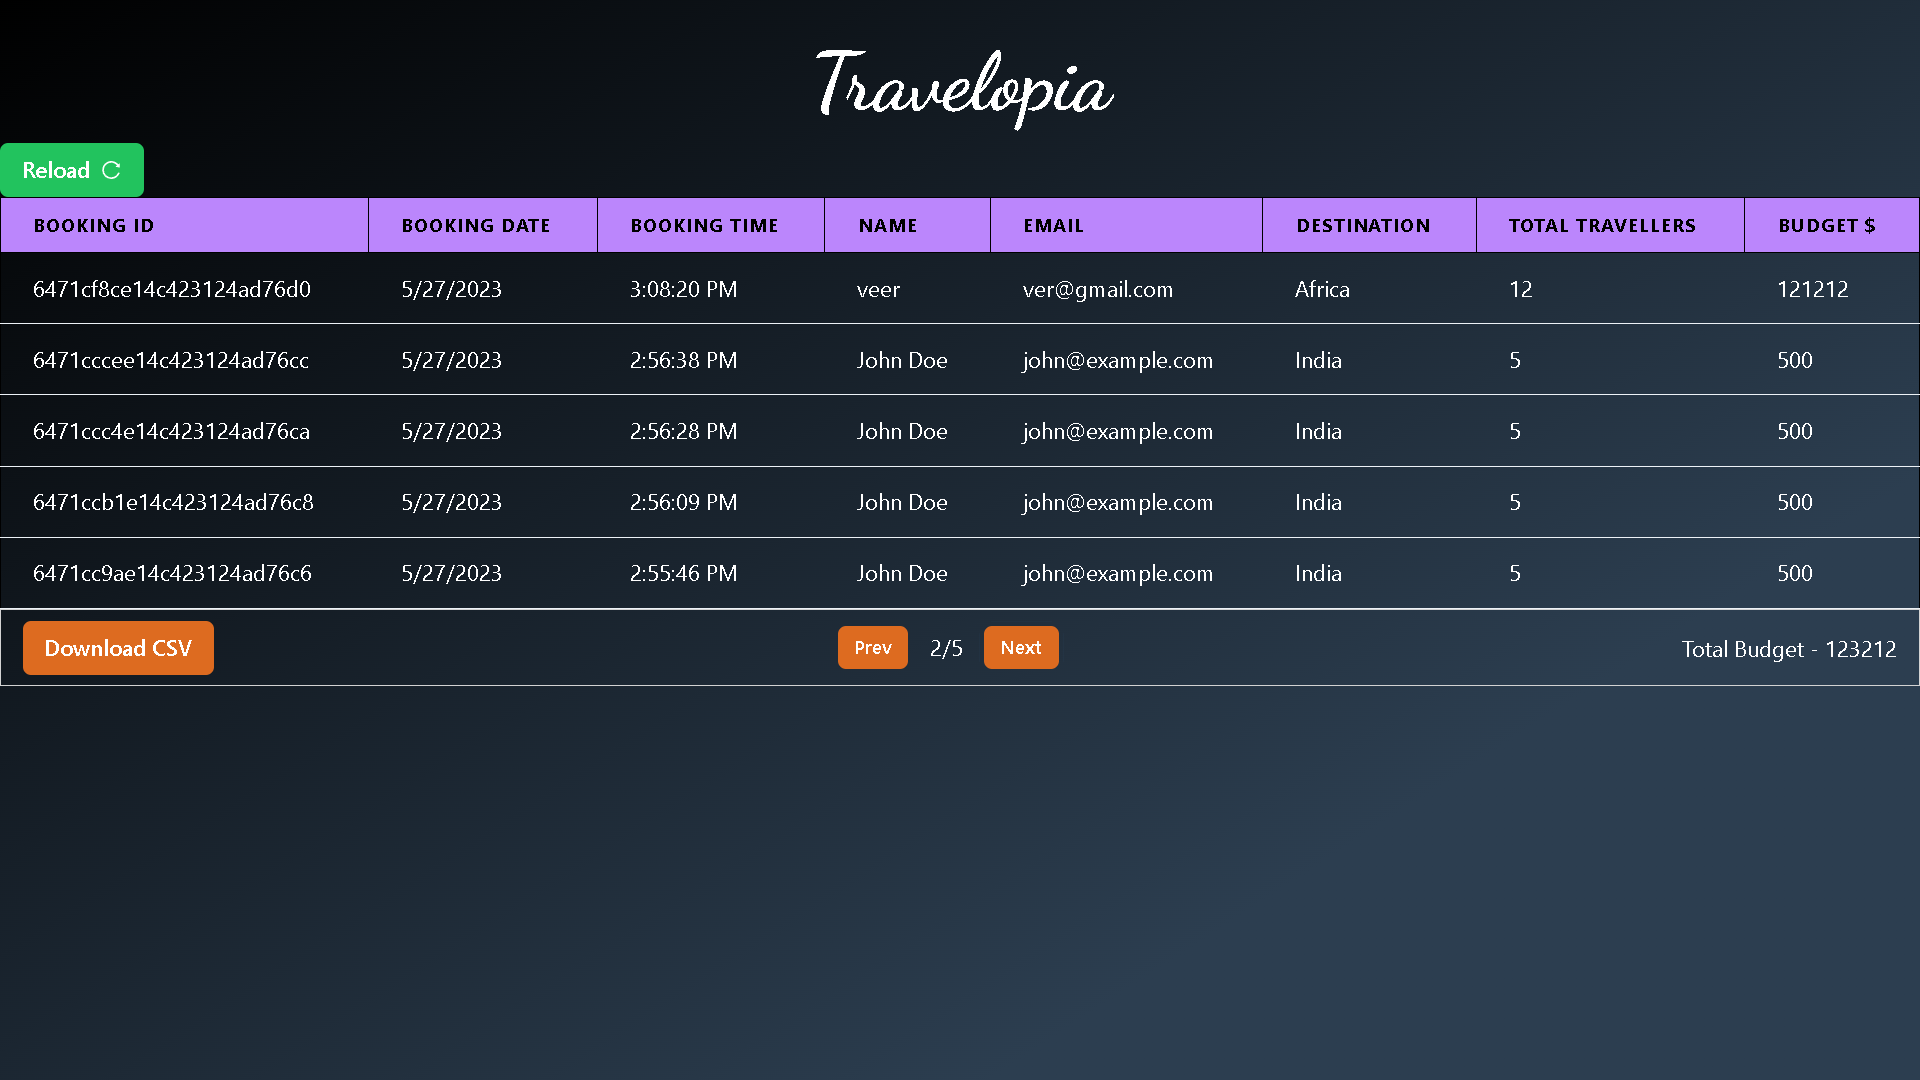 Travelopia
Reload
BOOKING ID BOOKING DATE BOOKING TIME NAME EMAIL DESTINATION TOTAL TRAVELLERS BUDGET $
6471cf8ce14c423124ad76d0 5/27/2023 3:08:20 PM veer ver@gmail.com Africa 12 121212
6471cccee14c423124ad76cc 5/27/2023 2:56:38 PM John Doe john@example.com India 5 500
6471ccc4e14c423124ad76ca 5/27/2023 2:56:28 PM John Doe john@example.com India 5 500
6471ccb1e14c423124ad76c8 5/27/2023 2:56:09 PM John Doe john@example.com India 5 500
6471cc9ae14c423124ad76c6 5/27/2023 2:55:46 PM John Doe john@example.com India 5 500
Download CSV Prev 2/5 Next Total Budget - 123212